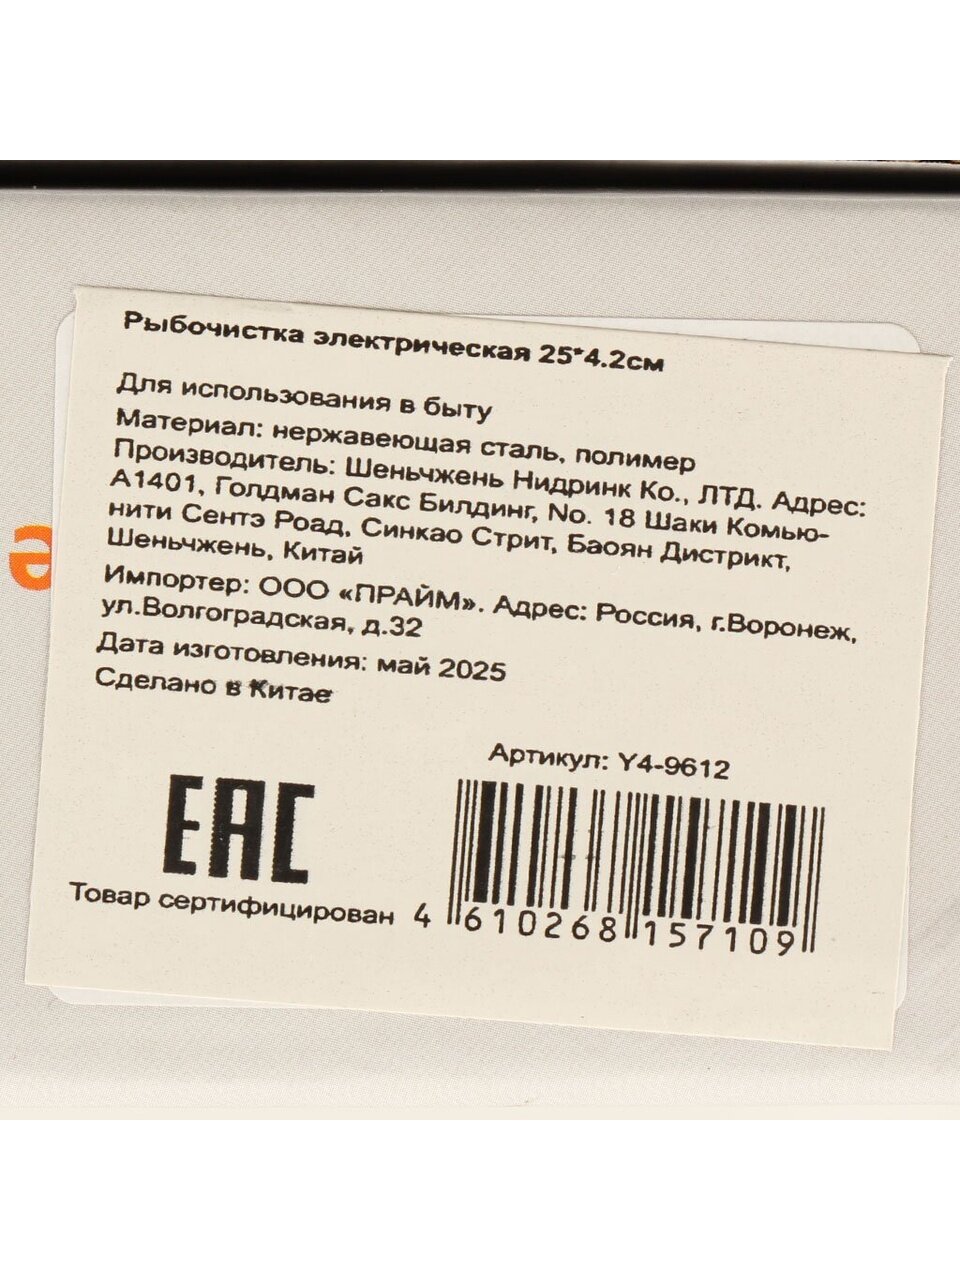 Рыбочистка электрическая 25*4.2см
Для использования в быту
Материал: нержавеющая сталь, полимер
Производитель: Шеньчжень Нидринк Ко., ЛТД. Адрес:
А1401, Голдман Сакс Билдинг, No. 18 Шаки Комью-
нити Сентэ Роад, Синкао Стрит, Баоян Дистрикт,
Шеньчжень, Китай
Импортер: ООО «ПРАЙМ». Адрес: Россия, г.Воронеж,
ул.Волгоградская, д.32
Дата изготовления: май 2025
Сделано в Китае
Артикул: Y4-9612
EAC
Товар сертифицирован
4 610268 157109